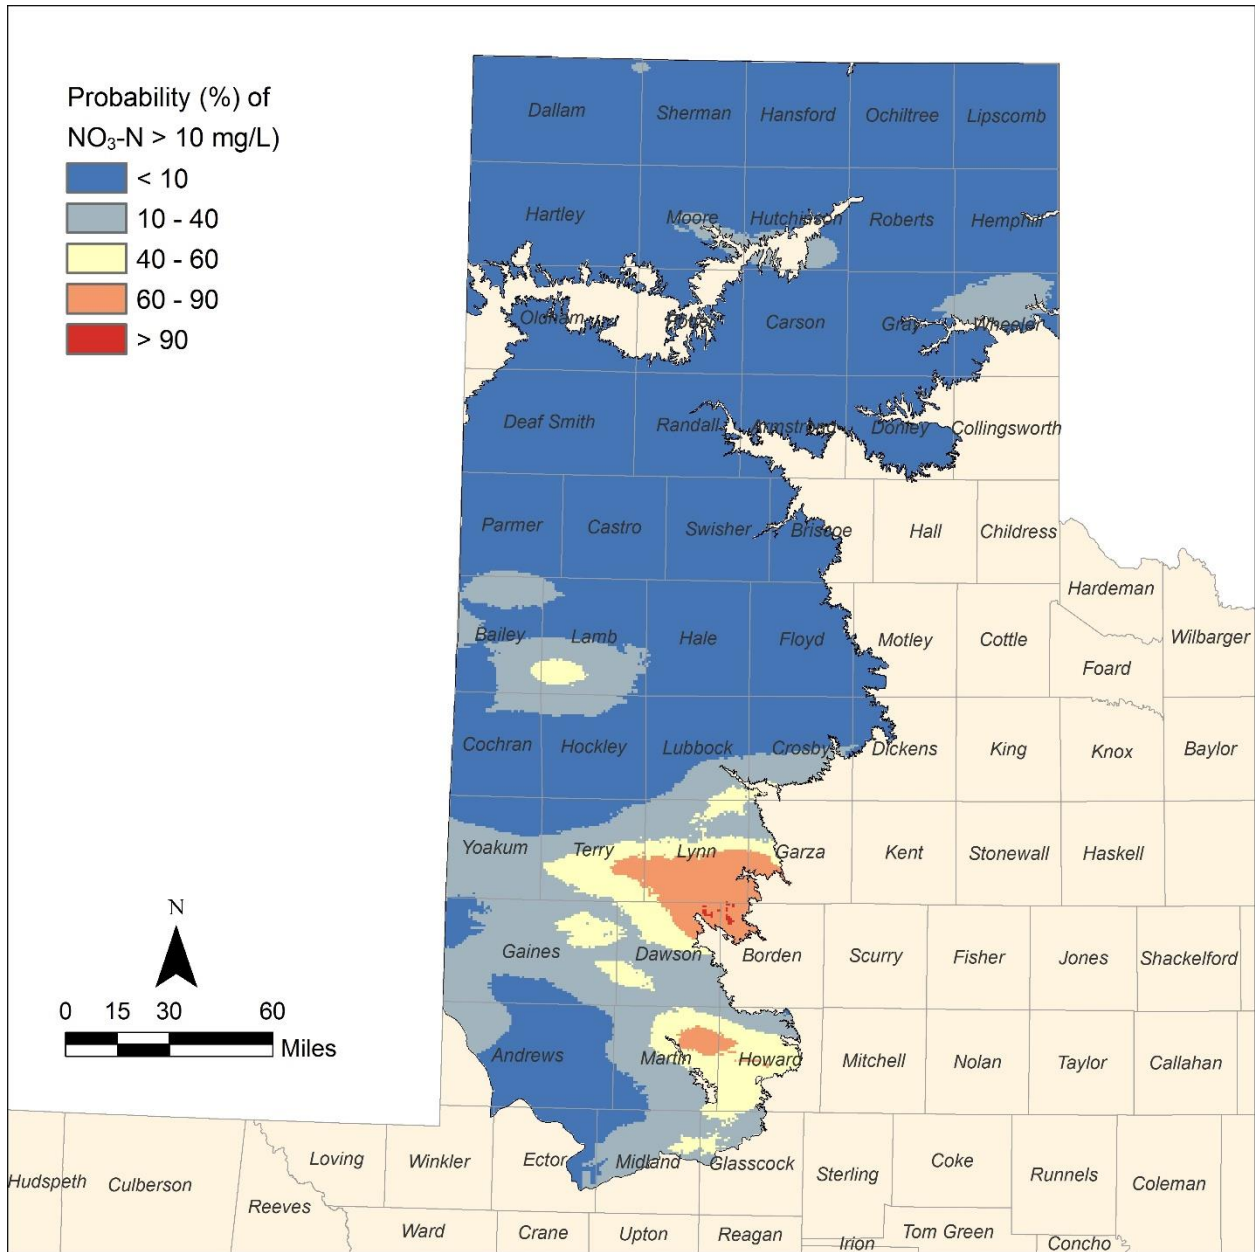 Probability (%) of
NO₃-N > 10 mg/L)
< 10
10 - 40
40 - 60
60 - 90
> 90
Dallam Sherman Hansford Ochiltree Lipscomb
Hartley Moore Hutchinson Roberts Hemphill
Oldham Potter Carson Gray Wheeler
Deaf Smith Randall Armstrong Donley Collingsworth
Parmer Castro Swisher Briscoe Hall Childress
Hardeman
Bailey Lamb Hale Floyd Motley Cottle Wilbarger
Foard
Cochran Hockley Lubbock Crosby Dickens King Knox Baylor
Yoakum Terry Lynn Garza Kent Stonewall Haskell
N
Gaines Dawson Borden Scurry Fisher Jones Shackelford
0 15 30 60
Miles
Andrews Martin Howard Mitchell Nolan Taylor Callahan
Loving Winkler Ector Midland Glasscock Sterling Coke Runnels Coleman
Hudspeth Culberson Reeves
Ward Crane Upton Reagan Irion Tom Green Concho